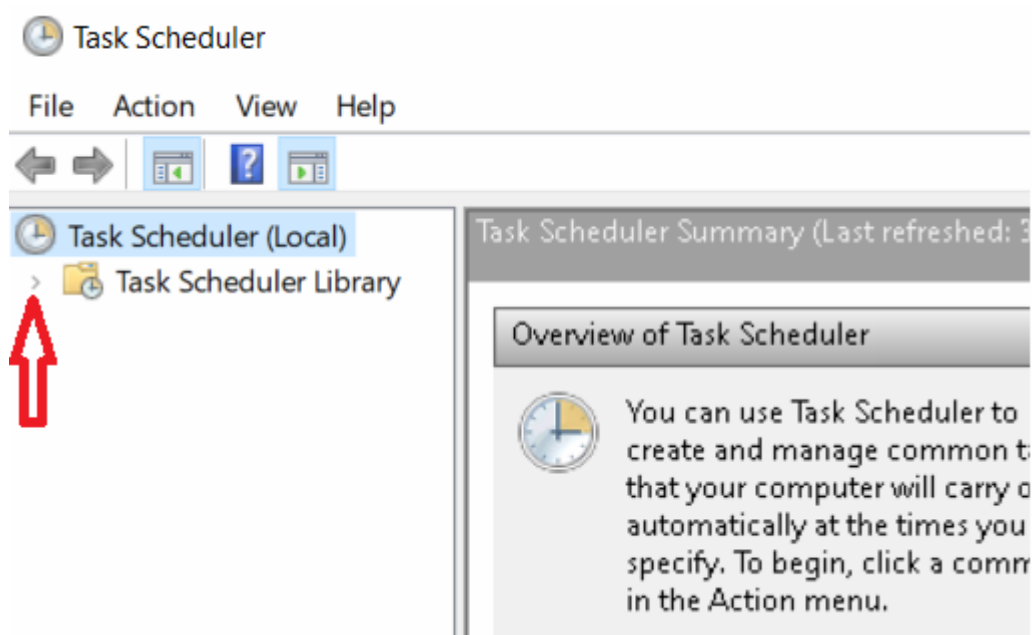 Task Scheduler
File Action View Help
Task Scheduler (Local)
Task Scheduler Library
Task Scheduler Summary (Last refreshed: 3
Overview of Task Scheduler
You can use Task Scheduler to
create and manage common ta
that your computer will carry o
automatically at the times you
specify. To begin, click a comm
in the Action menu.